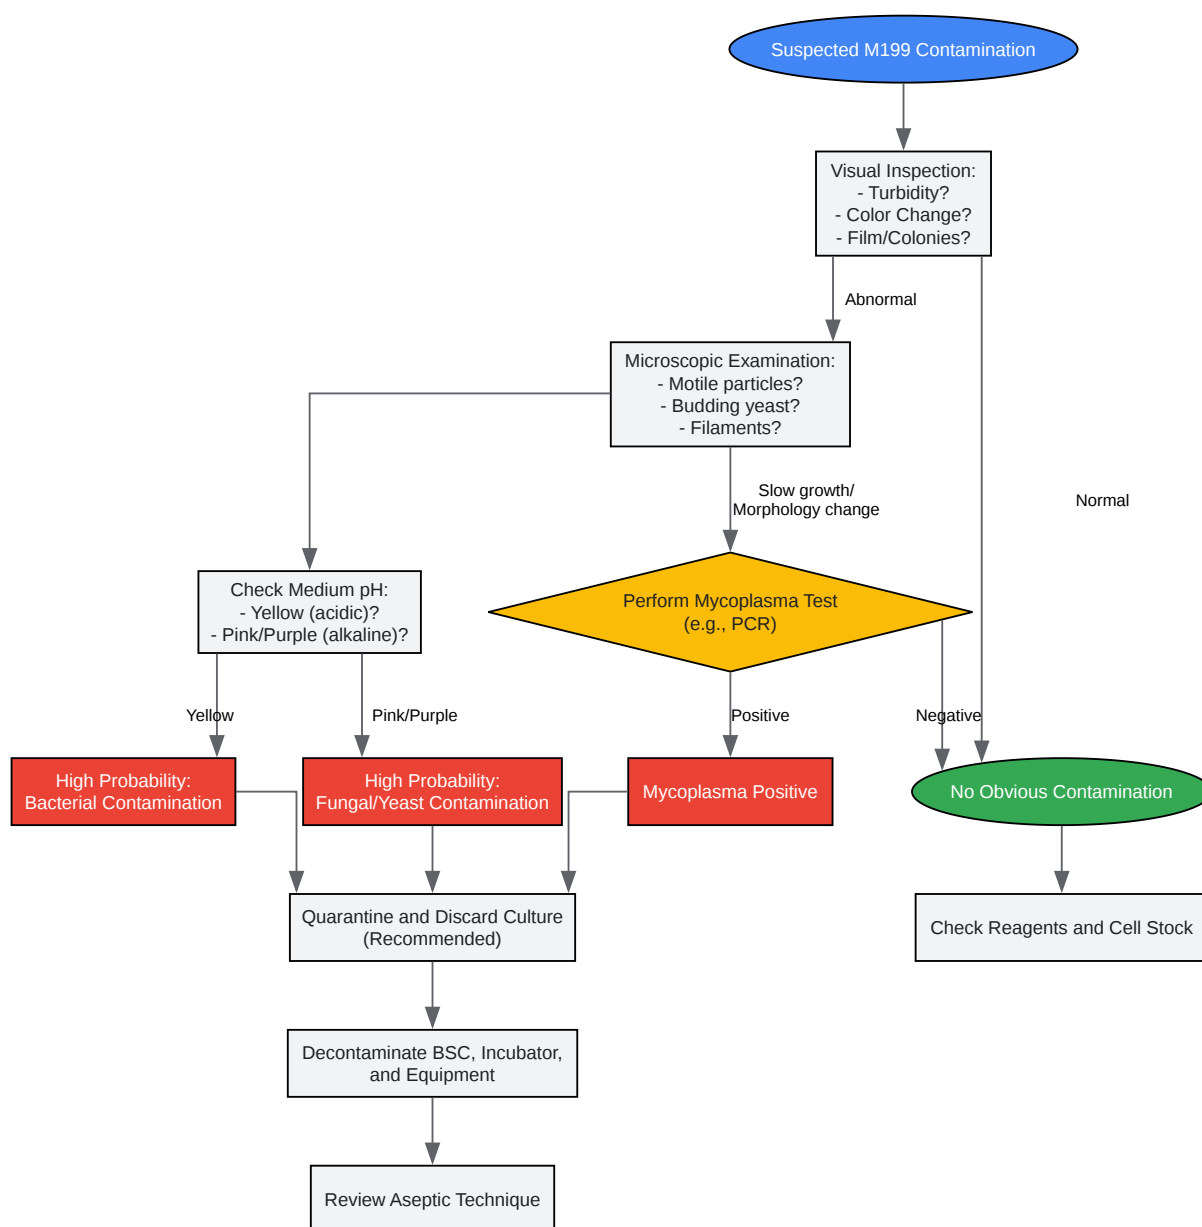 Suspected M199 Contamination
Visual Inspection:
- Turbidity?
- Color Change?
- Film/Colonies?
Abnormal
Normal
Microscopic Examination:
- Motile particles?
- Budding yeast?
- Filaments?
Slow growth/
Morphology change
Check Medium pH:
- Yellow (acidic)?
- Pink/Purple (alkaline)?
Perform Mycoplasma Test
(e.g., PCR)
Yellow
Pink/Purple
Positive
Negative
High Probability:
Bacterial Contamination
High Probability:
Fungal/Yeast Contamination
Mycoplasma Positive
No Obvious Contamination
Quarantine and Discard Culture
(Recommended)
Check Reagents and Cell Stock
Decontaminate BSC, Incubator,
and Equipment
Review Aseptic Technique